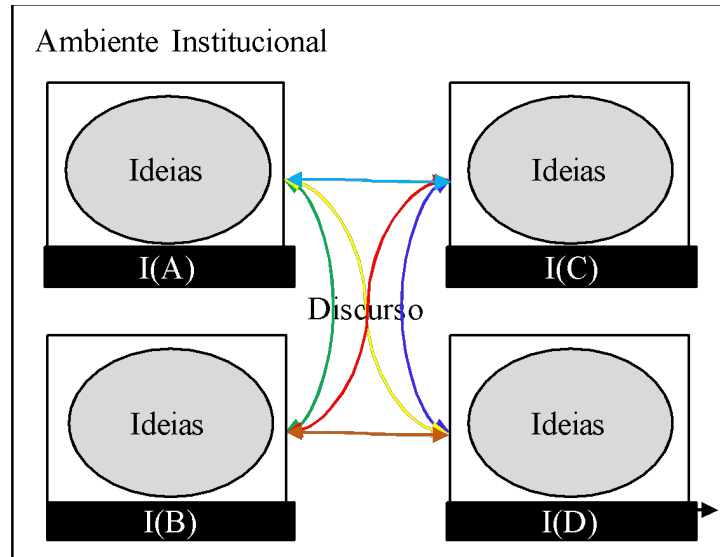 Ambiente Institucional
Ideias
Ideias
I(A)
I(C)
Discurso
Ideias
Ideias
I(B)
I(D)